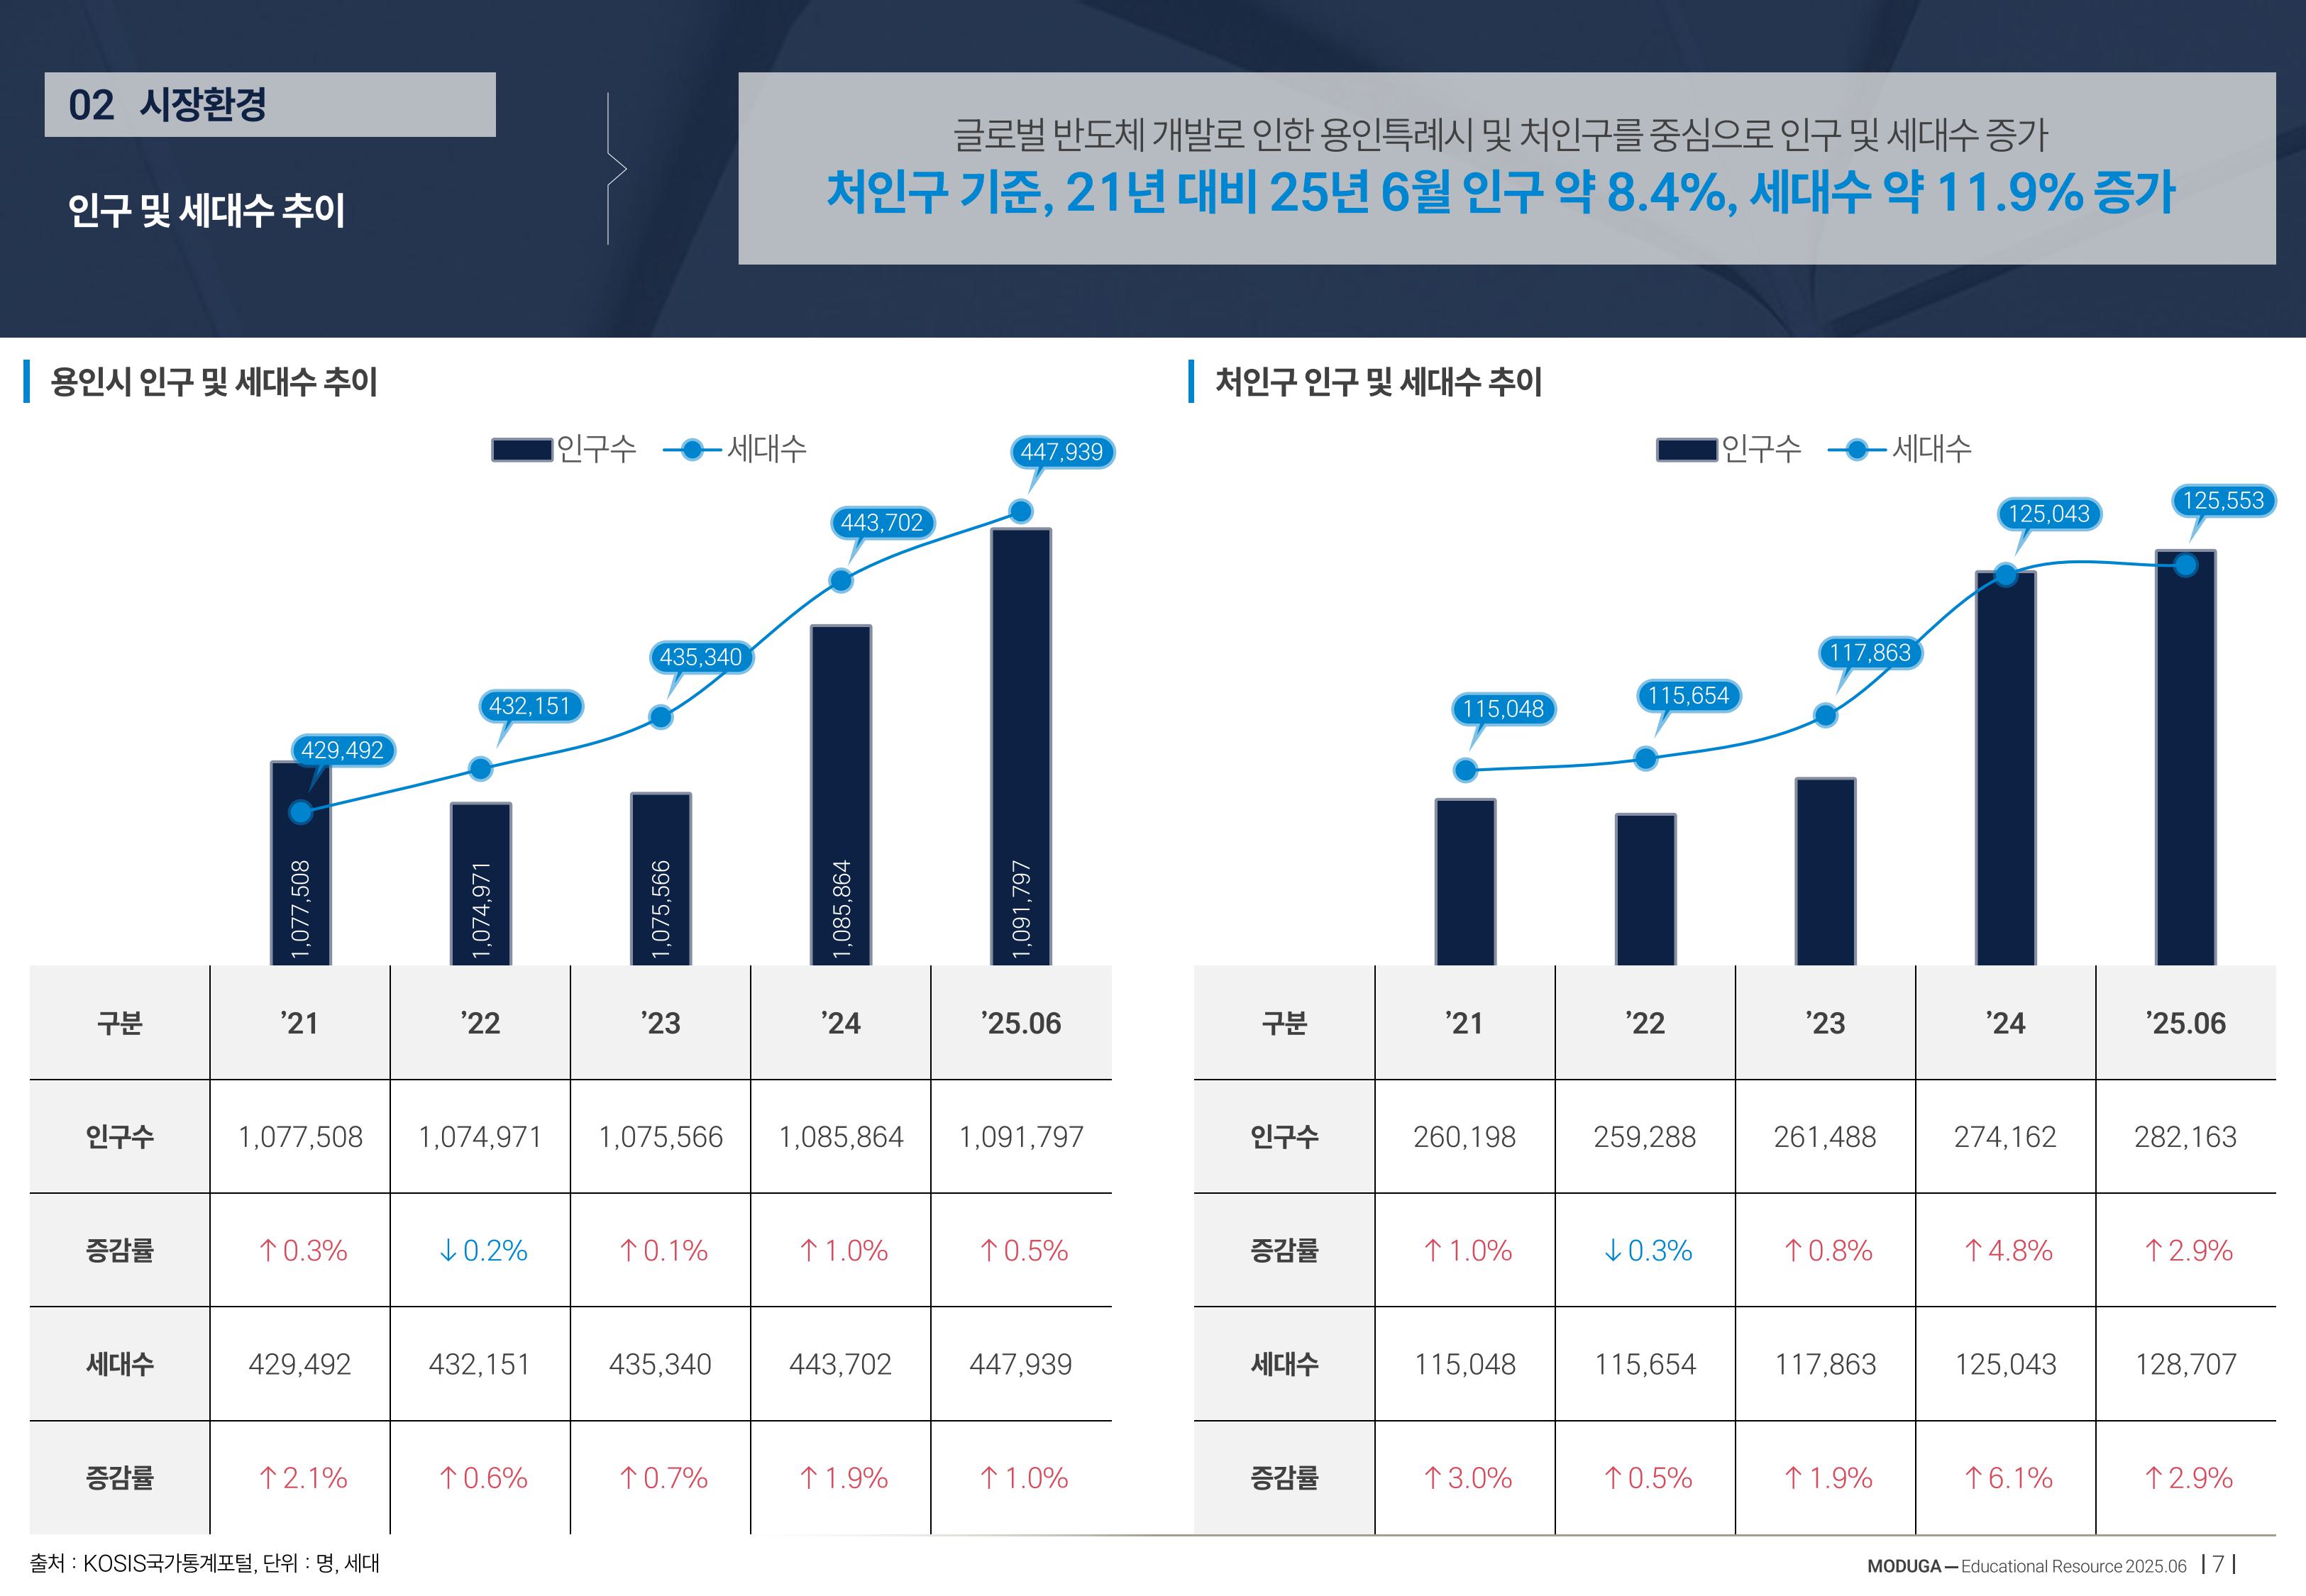 02 시장환경
인구 및 세대수 추이
글로벌 반도체 개발로 인한 용인특례시 및 처인구를 중심으로 인구 및 세대수 증가
처인구 기준, 21년 대비 25년 6월 인구 약 8.4%, 세대수 약 11.9% 증가
용인시 인구 및 세대수 추이
인구수 세대수
429,492 432,151 435,340 443,702 447,939
1,077,508 1,074,971 1,075,566 1,085,864 1,091,797
구분 ’21 ’22 ’23 ’24 ’25.06
인구수 1,077,508 1,074,971 1,075,566 1,085,864 1,091,797
증감률 ↑0.3% ↓0.2% ↑0.1% ↑1.0% ↑0.5%
세대수 429,492 432,151 435,340 443,702 447,939
증감률 ↑2.1% ↑0.6% ↑0.7% ↑1.9% ↑1.0%
처인구 인구 및 세대수 추이
인구수 세대수
115,048 115,654 117,863 125,043 125,553
구분 ’21 ’22 ’23 ’24 ’25.06
인구수 260,198 259,288 261,488 274,162 282,163
증감률 ↑1.0% ↓0.3% ↑0.8% ↑4.8% ↑2.9%
세대수 115,048 115,654 117,863 125,043 128,707
증감률 ↑3.0% ↑0.5% ↑1.9% ↑6.1% ↑2.9%
출처 : KOSIS국가통계포털, 단위 : 명, 세대
MODUGA — Educational Resource 2025.06 | 7 |